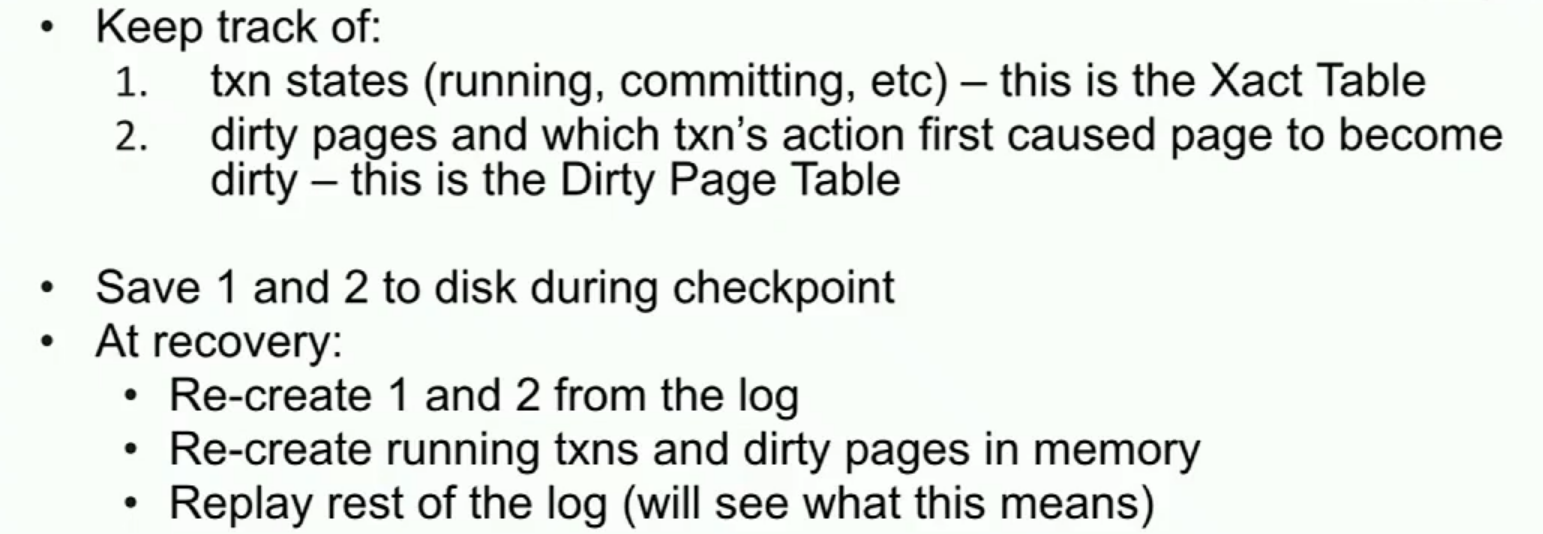 • Keep track of:
1. txn states (running, committing, etc) – this is the Xact Table
2. dirty pages and which txn's action first caused page to become
dirty – this is the Dirty Page Table
• Save 1 and 2 to disk during checkpoint
• At recovery:
• Re-create 1 and 2 from the log
• Re-create running txns and dirty pages in memory
• Replay rest of the log (will see what this means)